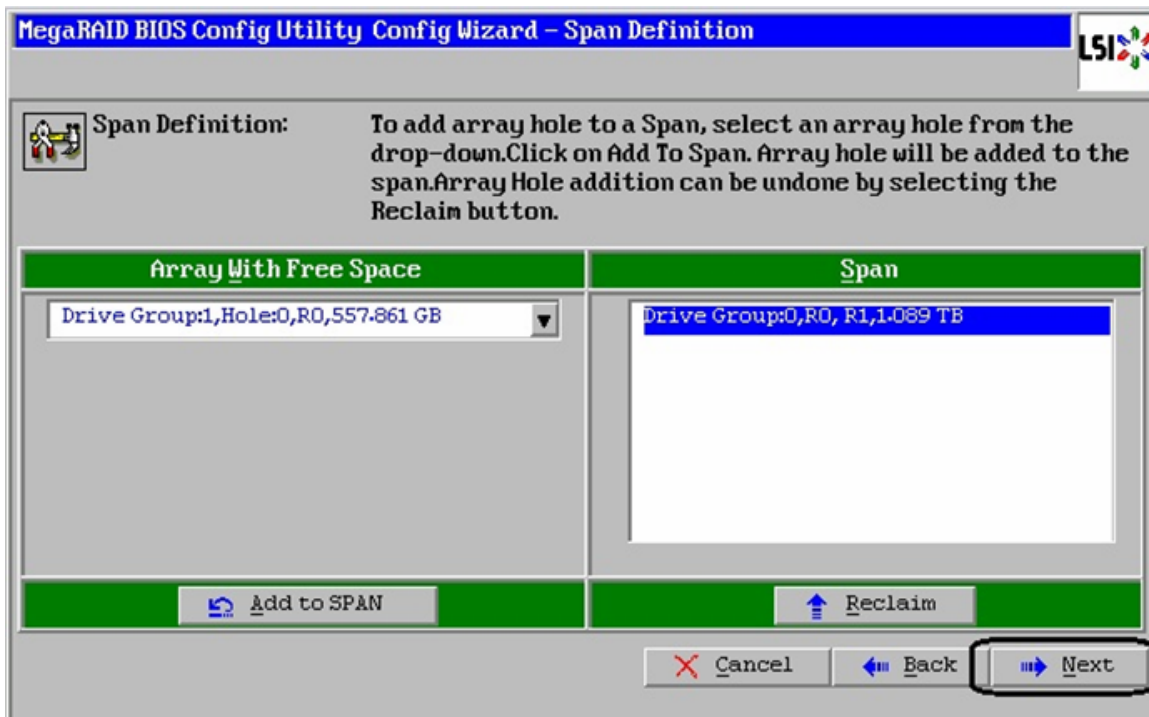 MegaRAID BIOS Config Utility Config Wizard – Span Definition
LSI
Span Definition:
To add array hole to a Span, select an array hole from the
drop-down.Click on Add To Span. Array hole will be added to the
span.Array Hole addition can be undone by selecting the
Reclaim button.
Array With Free Space
Span
Drive Group:1,Hole:0,R0,557.861 GB
Drive Group:0,R0, R1,1.089 TB
Add to SPAN
Reclaim
Cancel
Back
Next